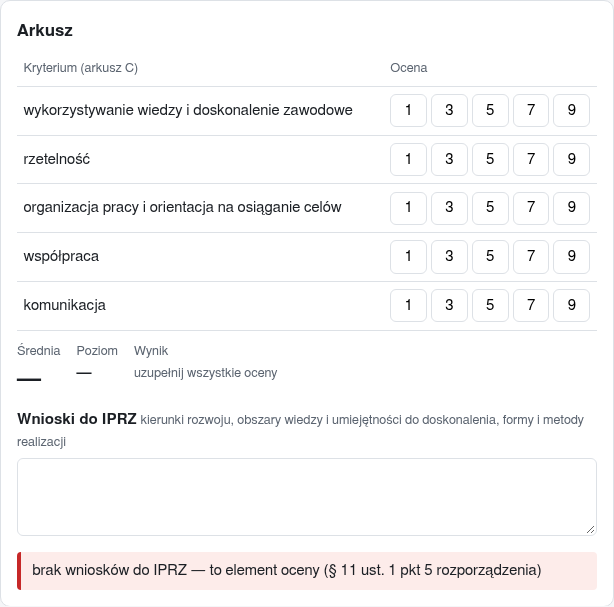 Arkusz
Kryterium (arkusz C) Ocena
wykorzystywanie wiedzy i doskonalenie zawodowe 1 3 5 7 9
rzetelność 1 3 5 7 9
organizacja pracy i orientacja na osiąganie celów 1 3 5 7 9
współpraca 1 3 5 7 9
komunikacja 1 3 5 7 9
Średnia Poziom Wynik
— — uzupełnij wszystkie oceny
Wnioski do IPRZ kierunki rozwoju, obszary wiedzy i umiejętności do doskonalenia, formy i metody
realizacji
brak wniosków do IPRZ — to element oceny (§ 11 ust. 1 pkt 5 rozporządzenia)